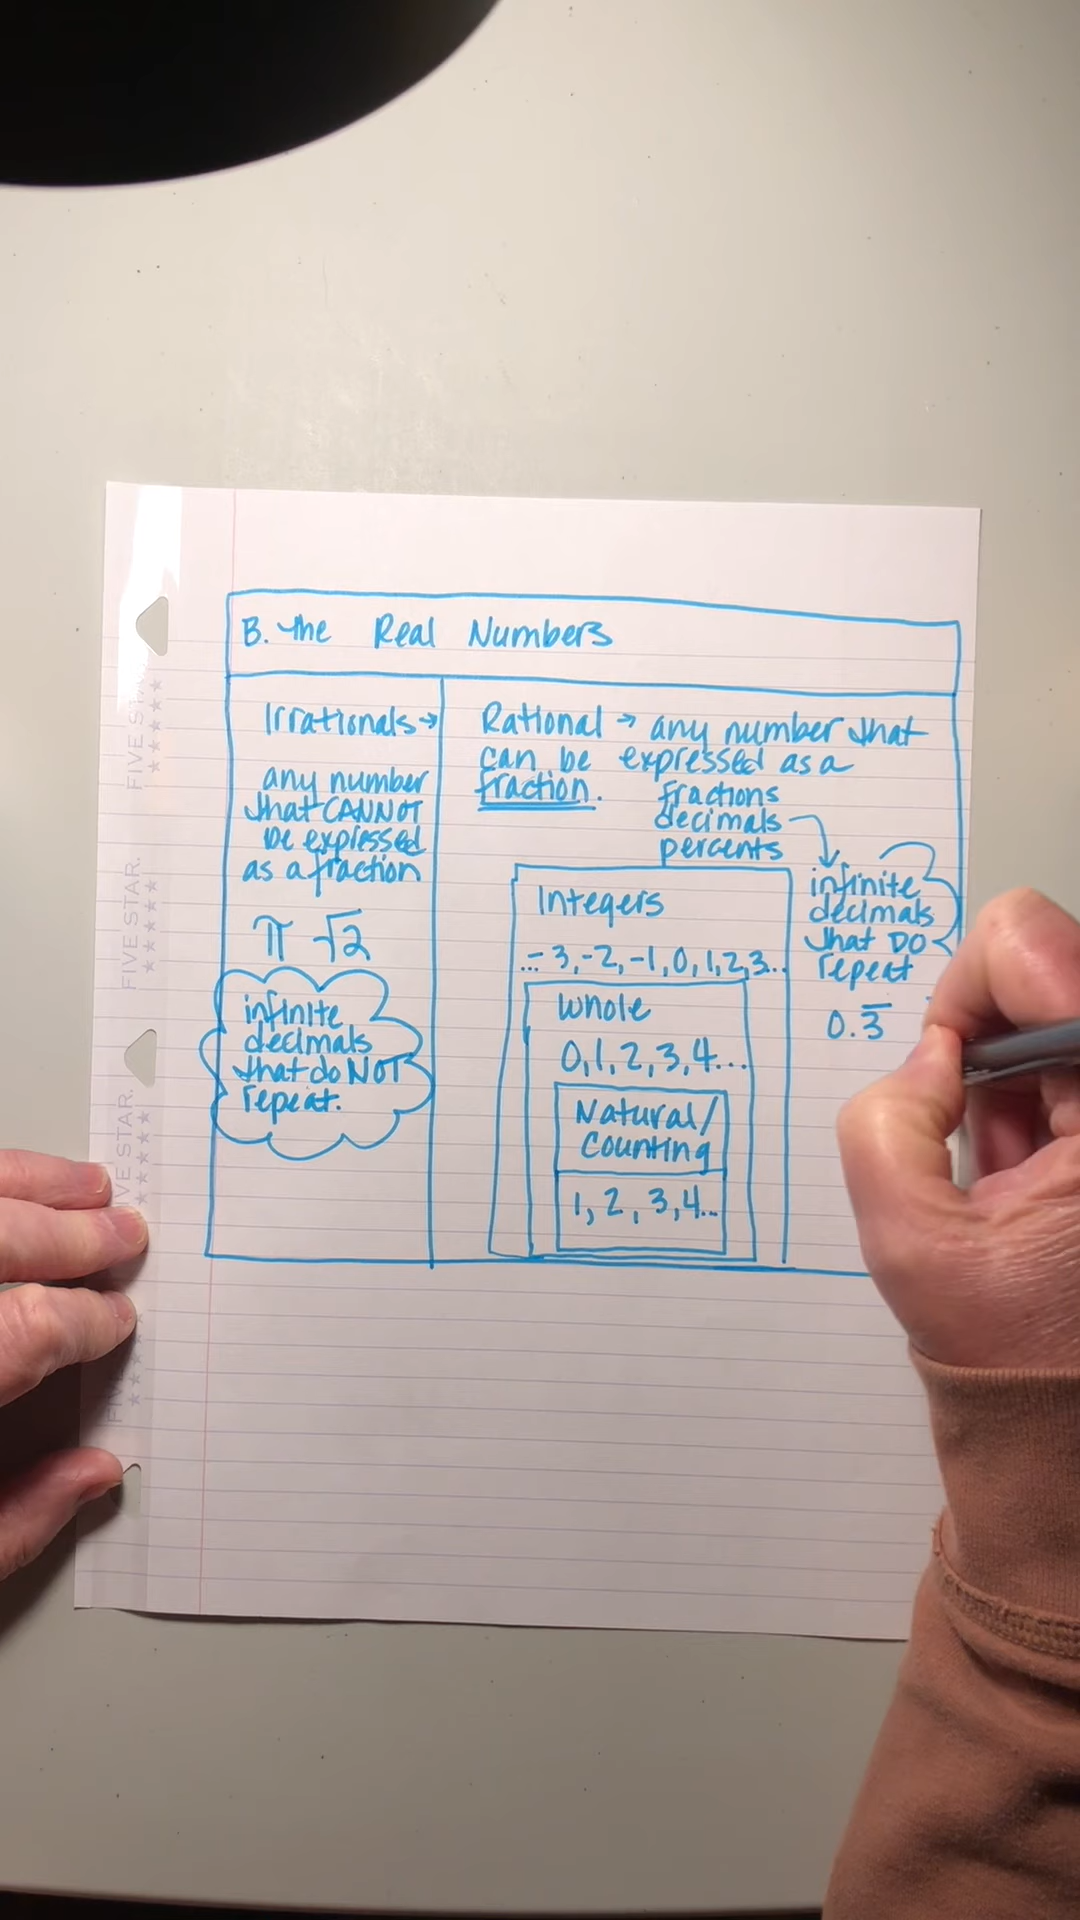 B. the Real Numbers
Irrationals →
any number
that CANNOT
be expressed
as a fraction
π √2
infinite
decimals
that do NOT
repeat.
Rational → any number that
can be expressed as a
fraction.
fractions
decimals
percents
infinite
decimals
that DO
repeat
0.3̅
Integers
...-3,-2,-1,0,1,2,3...
Whole
0,1,2,3,4...
Natural/
Counting
1, 2, 3,4...
FIVE STAR.
FIVE STAR.
FIVE STAR.